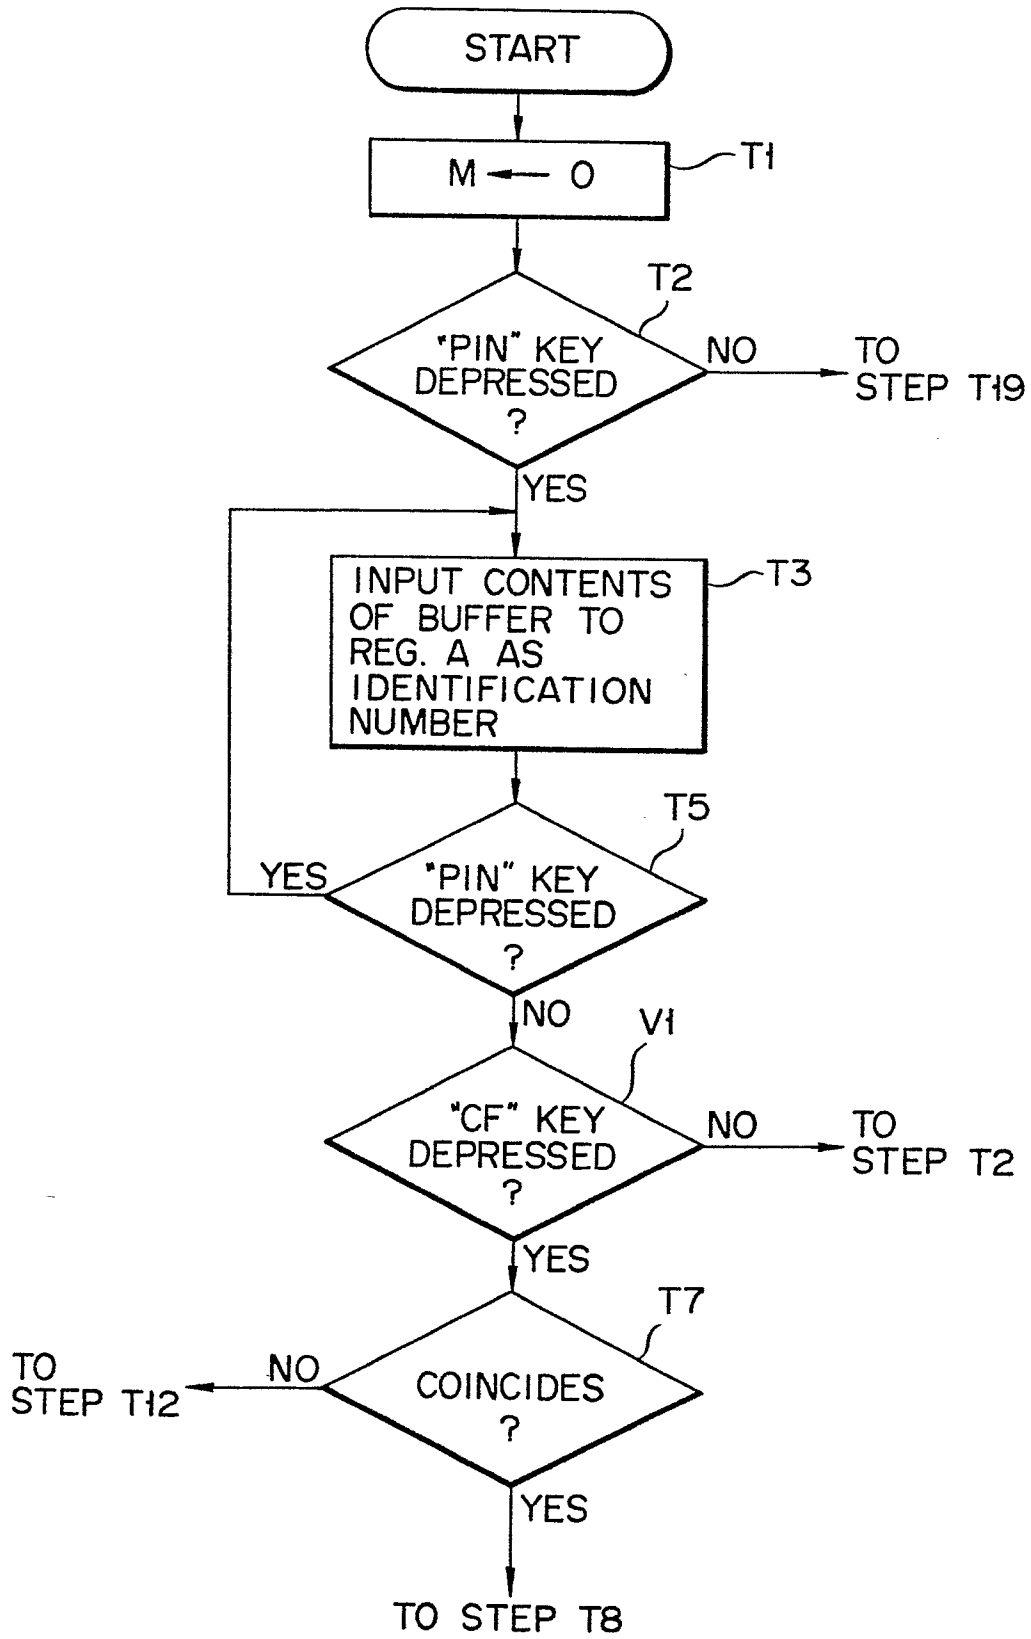 START
M ← 0
T1
T2
"PIN" KEY
DEPRESSED
?
NO
TO
STEP T19
YES
INPUT CONTENTS
OF BUFFER TO
REG. A AS
IDENTIFICATION
NUMBER
T3
T5
YES
"PIN" KEY
DEPRESSED
?
NO
V1
"CF" KEY
DEPRESSED
?
NO
TO
STEP T2
YES
T7
TO
STEP T12
NO
COINCIDES
?
YES
TO STEP T8